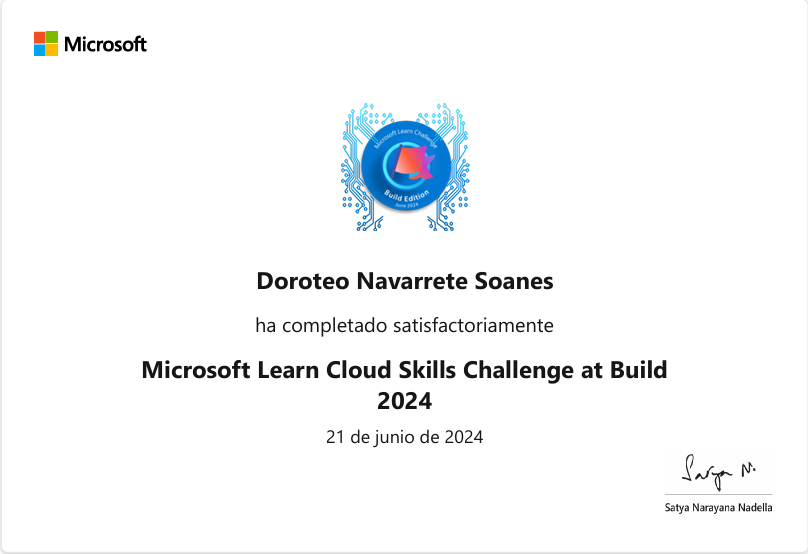 Microsoft
Microsoft Learn Challenge
Build Edition
June 2024
Doroteo Navarrete Soanes
ha completado satisfactoriamente
Microsoft Learn Cloud Skills Challenge at Build
2024
21 de junio de 2024
Satya N.
Satya Narayana Nadella